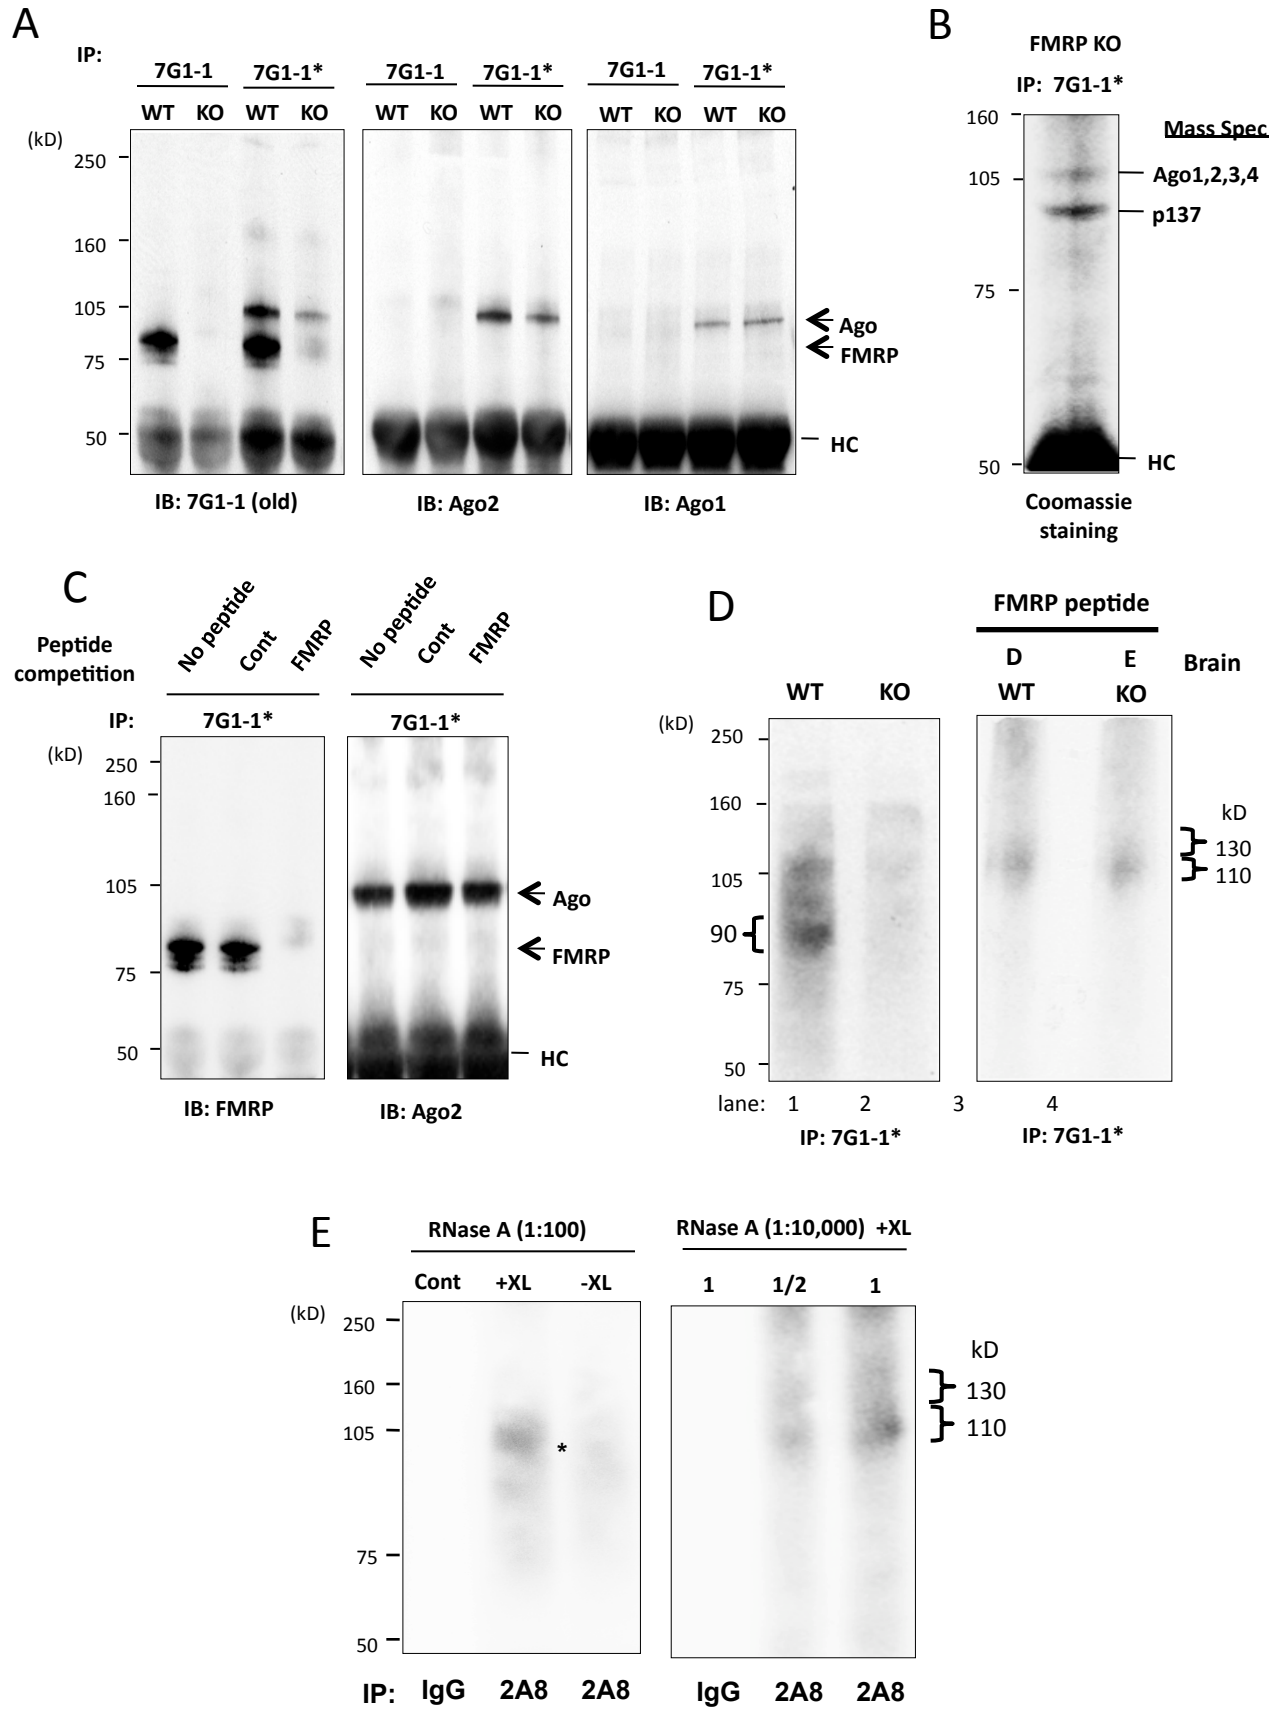 A
IP:
7G1-1 7G1-1* 7G1-1 7G1-1* 7G1-1 7G1-1*
WT KO WT KO WT KO WT KO WT KO WT KO
(kD)
250
160
105
75
50
Ago
FMRP
HC
IB: 7G1-1 (old) IB: Ago2 IB: Ago1
B
FMRP KO
IP: 7G1-1*
160
Mass Spec
105
Ago1,2,3,4
p137
75
50
HC
Coomassie
staining
C
Peptide
competition
No peptide Cont FMRP No peptide Cont FMRP
IP: 7G1-1* 7G1-1*
(kD)
250
160
105
75
50
Ago
FMRP
HC
IB: FMRP IB: Ago2
D
FMRP peptide
D E Brain
WT KO WT KO
(kD)
250
160
105
90
75
50
kD
130
110
lane: 1 2 3 4
IP: 7G1-1* IP: 7G1-1*
E
RNase A (1:100) RNase A (1:10,000) +XL
Cont +XL -XL 1 1/2 1
(kD)
250
160
105
*
75
50
kD
130
110
IP: IgG 2A8 2A8 IgG 2A8 2A8